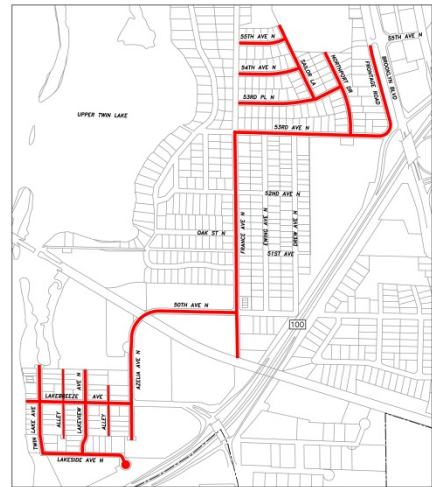 55TH AVE N
55TH AVE N
54TH AVE N
SAILOR LA
NORTHPORT DR
FRONTAGE ROAD
BROOKLYN BLVD
53RD PL N
UPPER TWIN LAKE
53RD AVE N
52ND AVE N
OAK ST N
FRANCE AVE N
EWING AVE N
DREW AVE N
51ST AVE
50TH AVE N
100
AZELIA AVE N
LAKEBREEZE AVE
TWIN LAKE AVE
ALLEY
LAKEVIEW AVE N
ALLEY
LAKESIDE AVE N